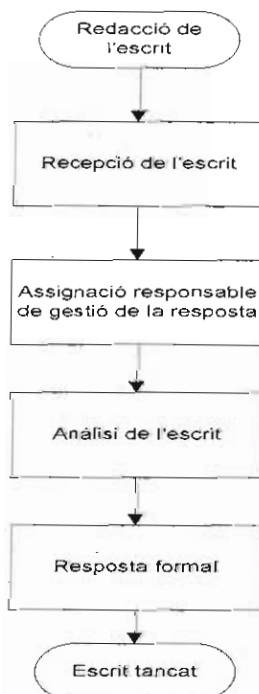 Redacció de
l'escrit
Recepció de l'escrit
Assignació responsable
de gestió de la resposta
Anàlisi de l'escrit
Resposta formal
Escrit tancat